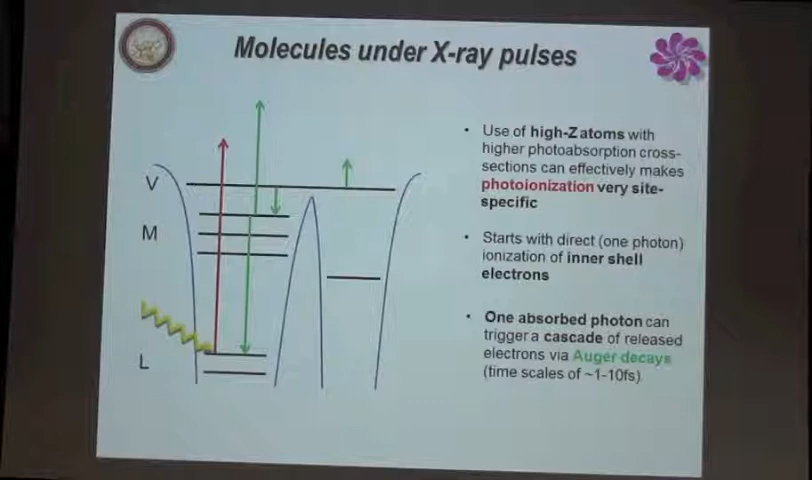 Molecules under X-ray pulses
V
M
L
• Use of high-Z atoms with
higher photoabsorption cross-
sections can effectively makes
photoionization very site-
specific
• Starts with direct (one photon)
ionization of inner shell
electrons
• One absorbed photon can
trigger a cascade of released
electrons via Auger decays
(time scales of ~1-10fs)